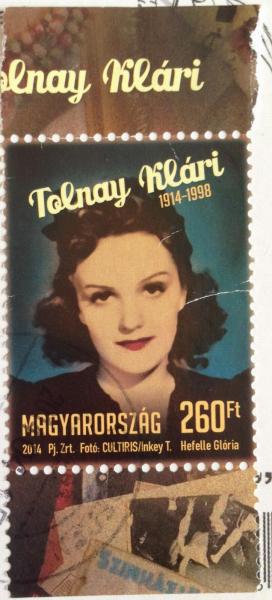 olnay Klári
Tolnay Klári
1914-1998
MAGYARORSZÁG 260Ft
2014 Pj. Zrt. Fotó: CULTIRIS/Inkey T. Hefelle Glória